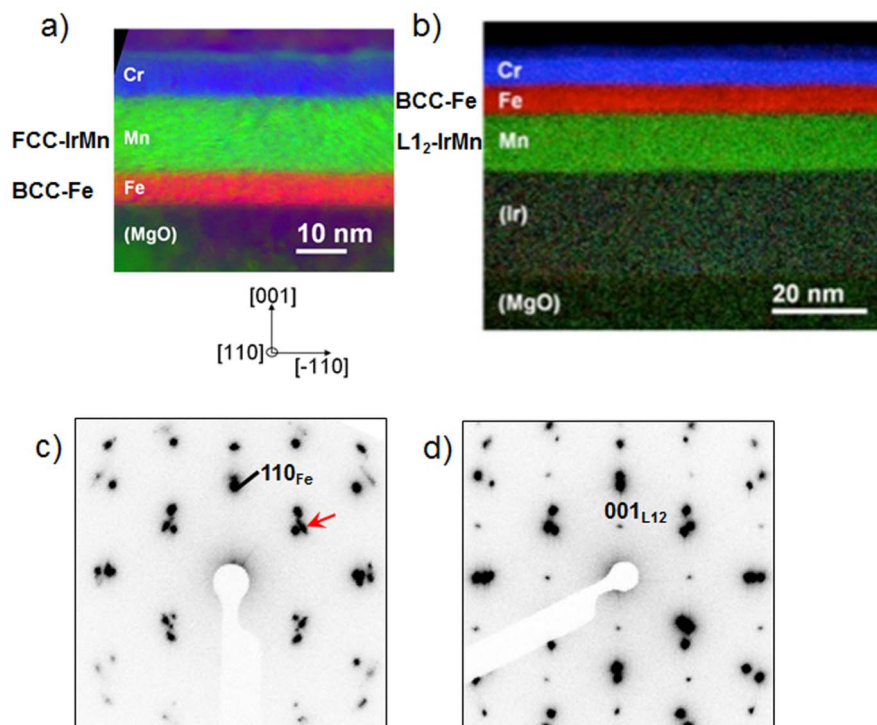 a)
Cr
FCC-IrMn
Mn
BCC-Fe
Fe
(MgO)
10 nm
[001]
[110]
[-110]
b)
Cr
BCC-Fe
Fe
L1₂-IrMn
Mn
(Ir)
(MgO)
20 nm
c)
110Fe
d)
001L12